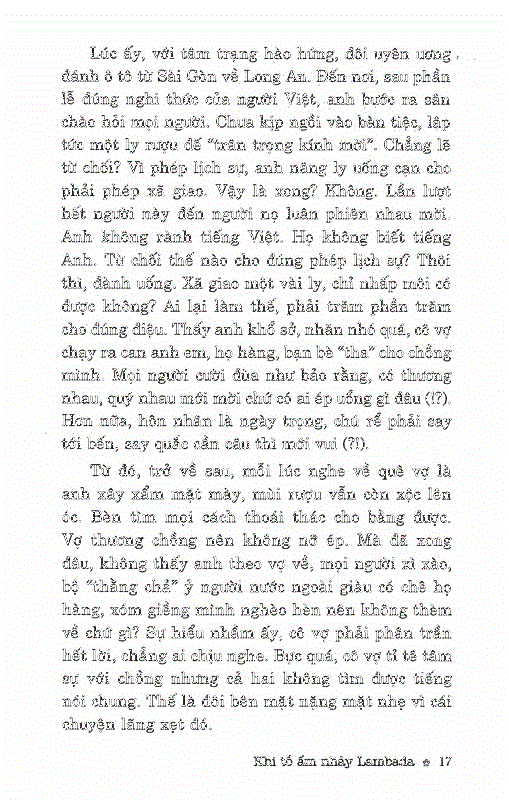 Lúc ấy, với tâm trạng hào hứng, đôi uyên ương
đánh ô tô từ Sài Gòn về Long An. Đến nơi, sau phần
lễ đúng nghi thức của người Việt, anh bước ra sân
chào hỏi mọi người. Chưa kịp ngồi vào bàn tiệc, lập
tức một ly rượu đế "trân trọng kính mời". Chẳng lẽ
từ chối? Vì phép lịch sự, anh nâng ly uống cạn cho
phải phép xã giao. Vậy là xong? Không. Lần lượt
hết người này đến người nọ luân phiên nhau mời.
Anh không rành tiếng Việt. Họ không biết tiếng
Anh. Từ chối thế nào cho đúng phép lịch sự? Thôi
thì, đành uống. Xã giao một vài ly, chỉ nhấp môi có
được không? Ai lại làm thế, phải trăm phần trăm
cho đúng điệu. Thấy anh khổ sở, nhăn nhó quá, cô vợ
chạy ra can anh em, họ hàng, bạn bè "tha" cho chồng
mình. Mọi người cười đùa như bảo rằng, có thương
nhau, quý nhau mới mời chứ có ai ép uổng gì đâu (!?).
Hơn nữa, hôn nhân là ngày trọng, chú rể phải say
tới bến, say quắc cần câu thì mới vui (?!).
Từ đó, trở về sau, mỗi lúc nghe về quê vợ là
anh xây xẩm mặt mày, mùi rượu vẫn còn xộc lên
óc. Bèn tìm mọi cách thoái thác cho bằng được.
Vợ thương chồng nên không nỡ ép. Mà đã xong
đâu, không thấy anh theo vợ về, mọi người xì xào,
bộ "thằng chả" ỷ người nước ngoài giàu có chê họ
hàng, xóm giềng mình nghèo hèn nên không thèm
về chứ gì? Sự hiểu nhầm ấy, cô vợ phải phân trần
hết lời, chẳng ai chịu nghe. Bực quá, cô vợ tỉ tê tâm
sự với chồng nhưng cả hai không tìm được tiếng
nói chung. Thế là đôi bên mặt nặng mặt nhẹ vì cái
chuyện lãng xẹt đó.
Khi tổ ấm nhảy Lambada ✿ 17